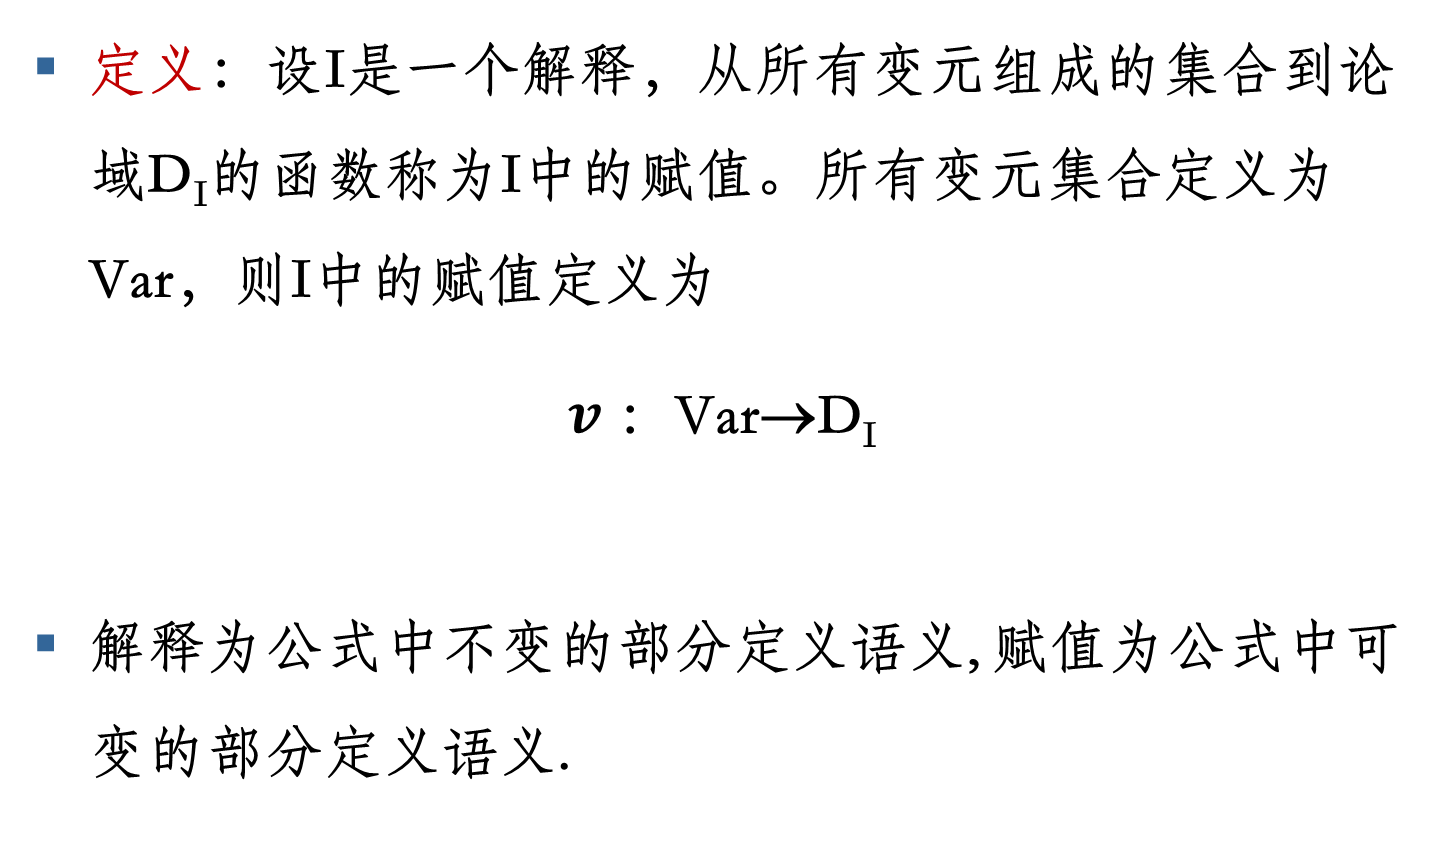 ▪ 定义：设I是一个解释，从所有变元组成的集合到论
域D_I的函数称为I中的赋值。所有变元集合定义为
Var，则I中的赋值定义为
v：Var→D_I
▪ 解释为公式中不变的部分定义语义,赋值为公式中可
变的部分定义语义.